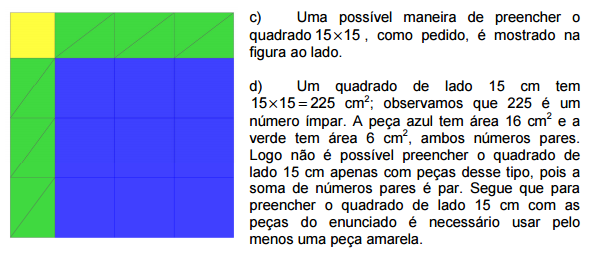 c) Uma possível maneira de preencher o
quadrado 15×15 , como pedido, é mostrado na
figura ao lado.
d) Um quadrado de lado 15 cm tem
15×15 = 225 cm²; observamos que 225 é um
número ímpar. A peça azul tem área 16 cm² e a
verde tem área 6 cm², ambos números pares.
Logo não é possível preencher o quadrado de
lado 15 cm apenas com peças desse tipo, pois a
soma de números pares é par. Segue que para
preencher o quadrado de lado 15 cm com as
peças do enunciado é necessário usar pelo
menos uma peça amarela.